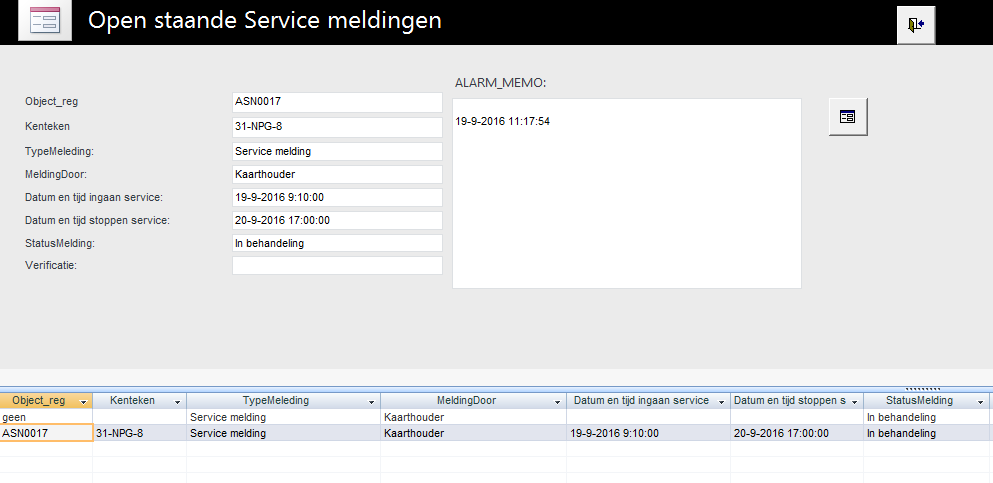 Open staande Service meldingen
ALARM_MEMO:
Object_reg ASN0017
19-9-2016 11:17:54
Kenteken 31-NPG-8
TypeMeleding: Service melding
MeldingDoor: Kaarthouder
Datum en tijd ingaan service: 19-9-2016 9:10:00
Datum en tijd stoppen service: 20-9-2016 17:00:00
StatusMelding: In behandeling
Verificatie:
Object_reg Kenteken TypeMeleding MeldingDoor Datum en tijd ingaan service Datum en tijd stoppen s StatusMelding
geen Service melding Kaarthouder In behandeling
ASN0017 31-NPG-8 Service melding Kaarthouder 19-9-2016 9:10:00 20-9-2016 17:00:00 In behandeling